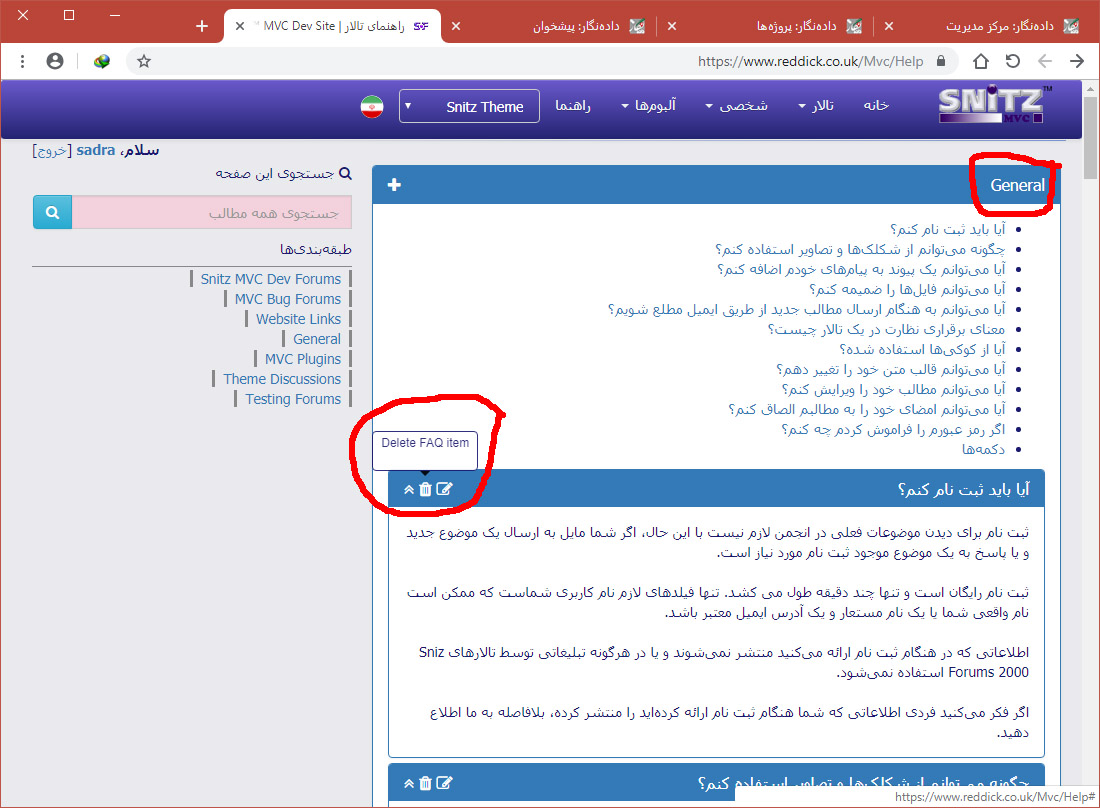 داده‌نگار: مرکز مدیریت
داده‌نگار: پروژه‌ها
داده‌نگار: پیشخوان
راهنمای تالار | MVC Dev Site
https://www.reddick.co.uk/Mvc/Help
SNiTZ™
MVC
خانه
تالار
شخصی
آلبوم‌ها
راهنما
Snitz Theme
سلام، sadra [خروج]
General
جستجوی این صفحه
جستجوی همه مطالب
طبقه‌بندی‌ها
Snitz MVC Dev Forums
MVC Bug Forums
Website Links
General
MVC Plugins
Theme Discussions
Testing Forums
آیا باید ثبت نام کنم؟
چگونه می‌توانم از شکلک‌ها و تصاویر استفاده کنم؟
آیا می‌توانم یک پیوند به پیام‌های خودم اضافه کنم؟
آیا می‌توانم فایل‌ها را ضمیمه کنم؟
آیا می‌توانم به هنگام ارسال مطالب جدید از طریق ایمیل مطلع شویم؟
معنای برقراری نظارت در یک تالار چیست؟
آیا از کوکی‌ها استفاده شده؟
آیا می‌توانم قالب متن خود را تغییر دهم؟
آیا می‌توانم مطالب خود را ویرایش کنم؟
آیا می‌توانم امضای خود را به مطالبم الصاق کنم؟
اگر رمز عبورم را فراموش کردم چه کنم؟
دکمه‌ها
Delete FAQ item
آیا باید ثبت نام کنم؟
ثبت نام برای دیدن موضوعات فعلی در انجمن لازم نیست با این حال، اگر شما مایل به ارسال یک موضوع جدید
و یا پاسخ به یک موضوع موجود ثبت نام مورد نیاز است.
ثبت نام رایگان است و تنها چند دقیقه طول می کشد. تنها فیلدهای لازم نام کاربری شماست که ممکن است
نام واقعی شما یا یک نام مستعار و یک آدرس ایمیل معتبر باشد.
اطلاعاتی که در هنگام ثبت نام ارائه می‌کنید منتشر نمی‌شوند و یا در هرگونه تبلیغاتی توسط تالارهای Sniz
Forums 2000 استفاده نمی‌شود.
اگر فکر می‌کنید فردی اطلاعاتی که شما هنگام ثبت نام ارائه کرده‌اید را منتشر کرده، بلافاصله به ما اطلاع
دهید.
چگونه می‌توانم از شکلک‌ها و تصاویر استفاده کنم؟
https://www.reddick.co.uk/Mvc/Help#